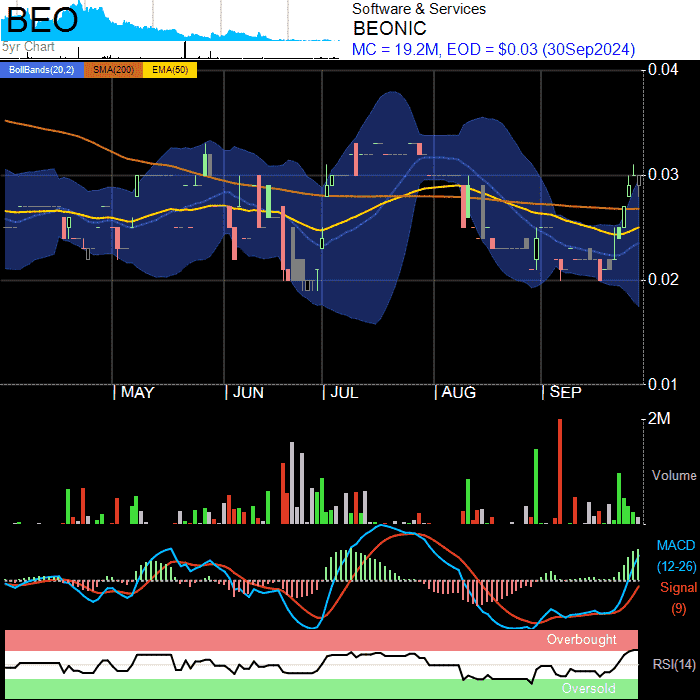 BEO
5yr Chart
Software & Services
BEONIC
MC = 19.2M, EOD = $0.03 (30Sep2024)
BollBands(20,2) SMA(200) EMA(50)
0.04
0.03
0.02
0.01
MAY JUN JUL AUG SEP
2M
Volume
MACD
(12-26)
Signal
(9)
Overbought
RSI(14)
Oversold